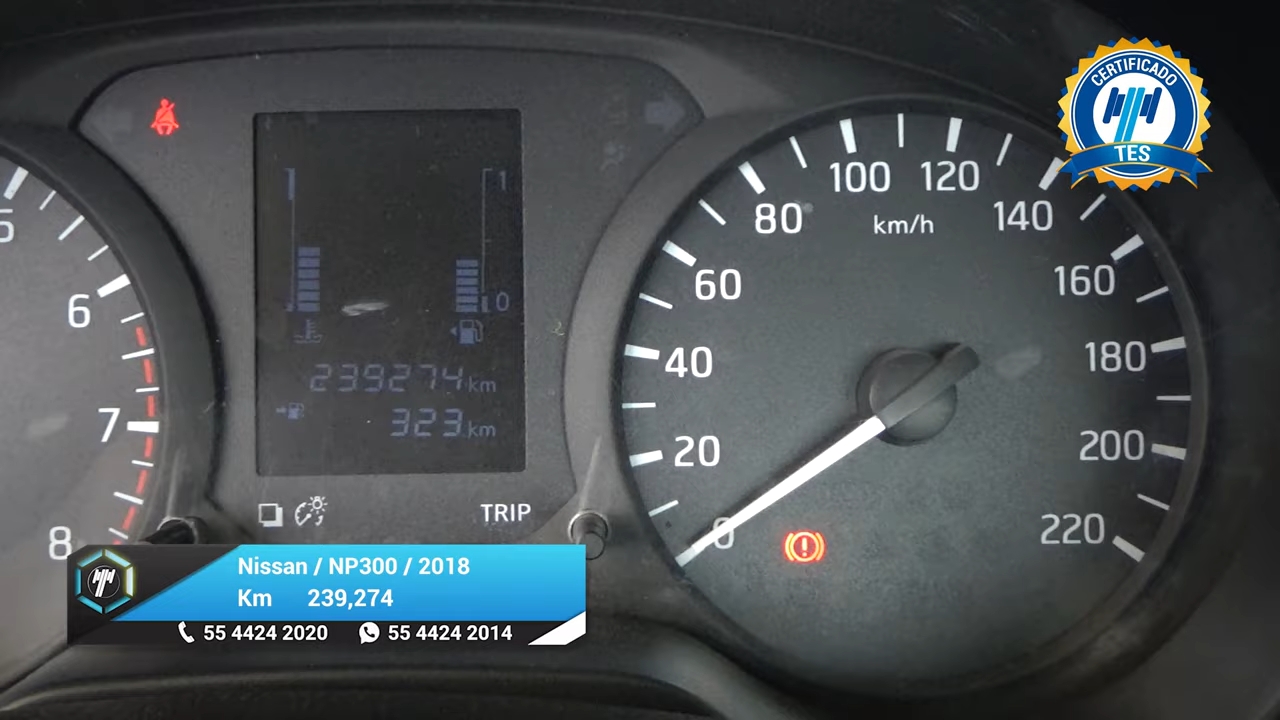 CERTIFICADO
TES
5
6
7
8
1
0
239274 km
323 km
TRIP
0
20
40
60
80
100
120
140
160
180
200
220
km/h
Nissan / NP300 / 2018
Km 239,274
55 4424 2020 55 4424 2014